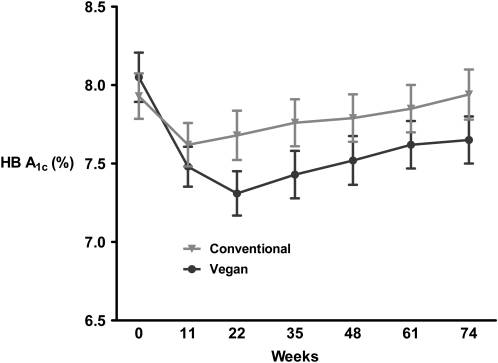 8.5
8.0
HB A1c (%)
7.5
7.0
6.5
Conventional
Vegan
0 11 22 35 48 61 74
Weeks